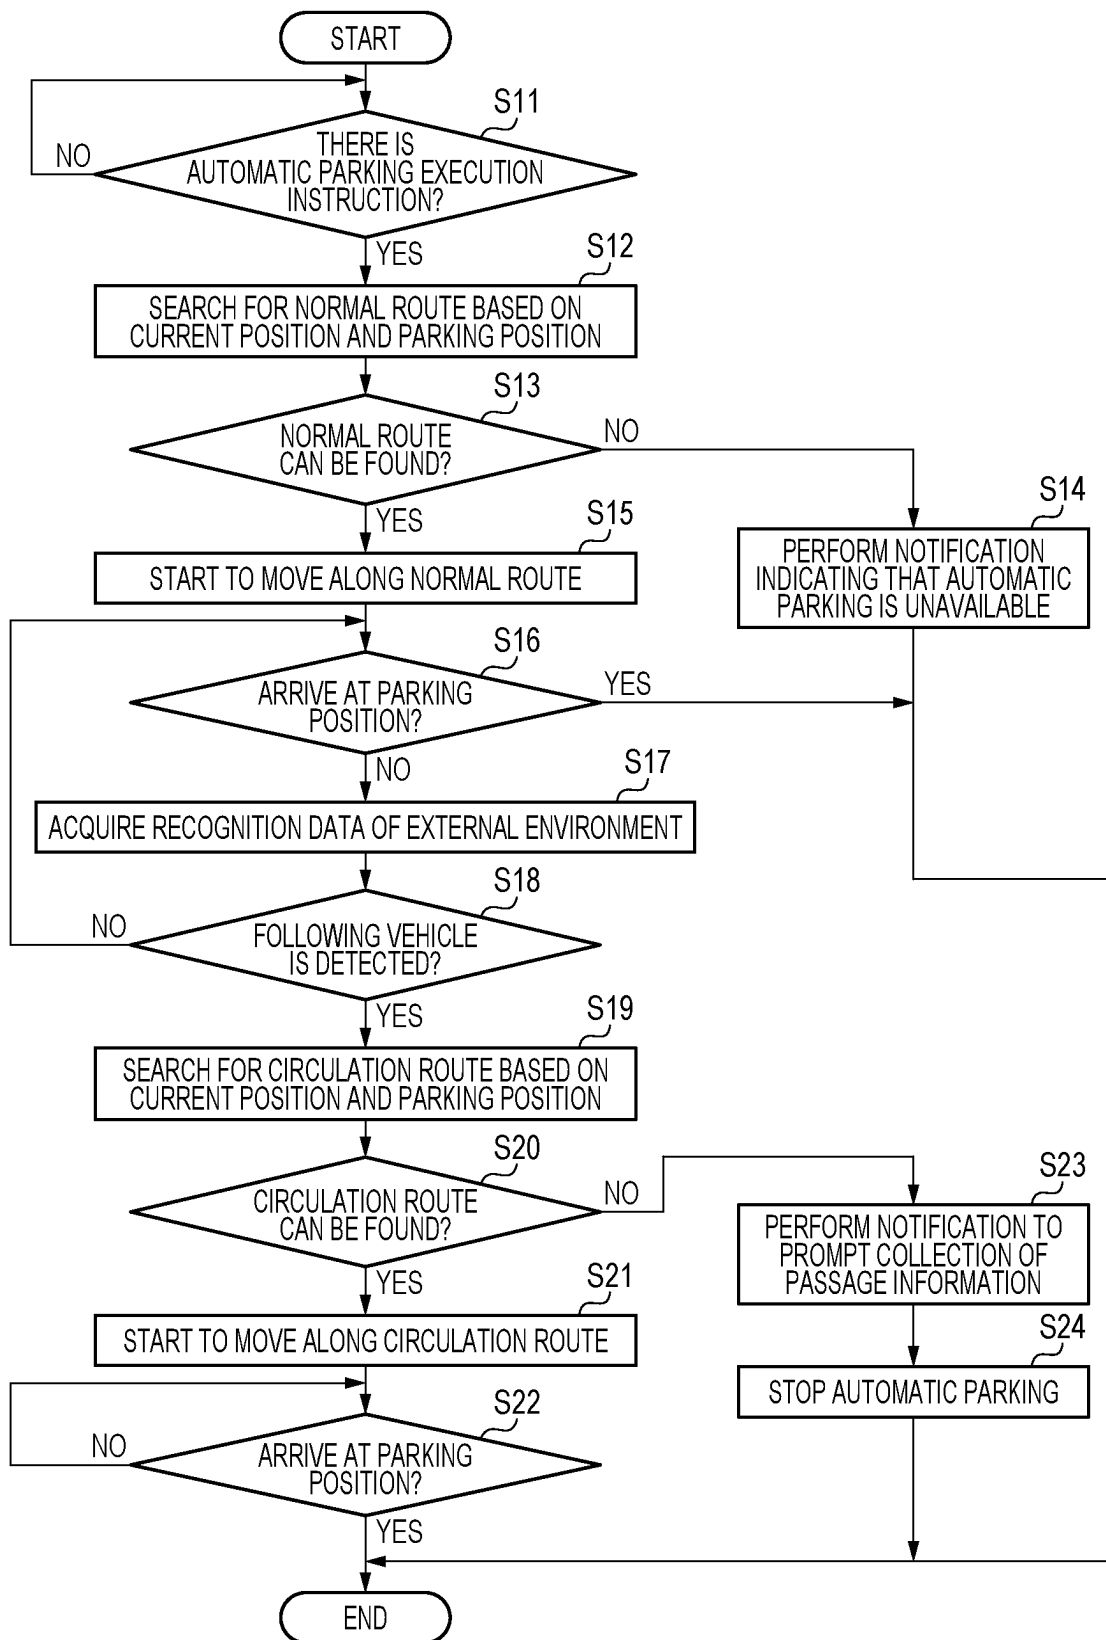 START
S11
THERE IS
AUTOMATIC PARKING EXECUTION
INSTRUCTION?
NO
YES
S12
SEARCH FOR NORMAL ROUTE BASED ON
CURRENT POSITION AND PARKING POSITION
S13
NORMAL ROUTE
CAN BE FOUND?
NO
YES
S14
PERFORM NOTIFICATION
INDICATING THAT AUTOMATIC
PARKING IS UNAVAILABLE
S15
START TO MOVE ALONG NORMAL ROUTE
S16
ARRIVE AT PARKING
POSITION?
YES
NO
S17
ACQUIRE RECOGNITION DATA OF EXTERNAL ENVIRONMENT
S18
FOLLOWING VEHICLE
IS DETECTED?
NO
YES
S19
SEARCH FOR CIRCULATION ROUTE BASED ON
CURRENT POSITION AND PARKING POSITION
S20
CIRCULATION ROUTE
CAN BE FOUND?
NO
YES
S23
PERFORM NOTIFICATION TO
PROMPT COLLECTION OF
PASSAGE INFORMATION
S21
START TO MOVE ALONG CIRCULATION ROUTE
S24
STOP AUTOMATIC PARKING
S22
ARRIVE AT PARKING
POSITION?
NO
YES
END